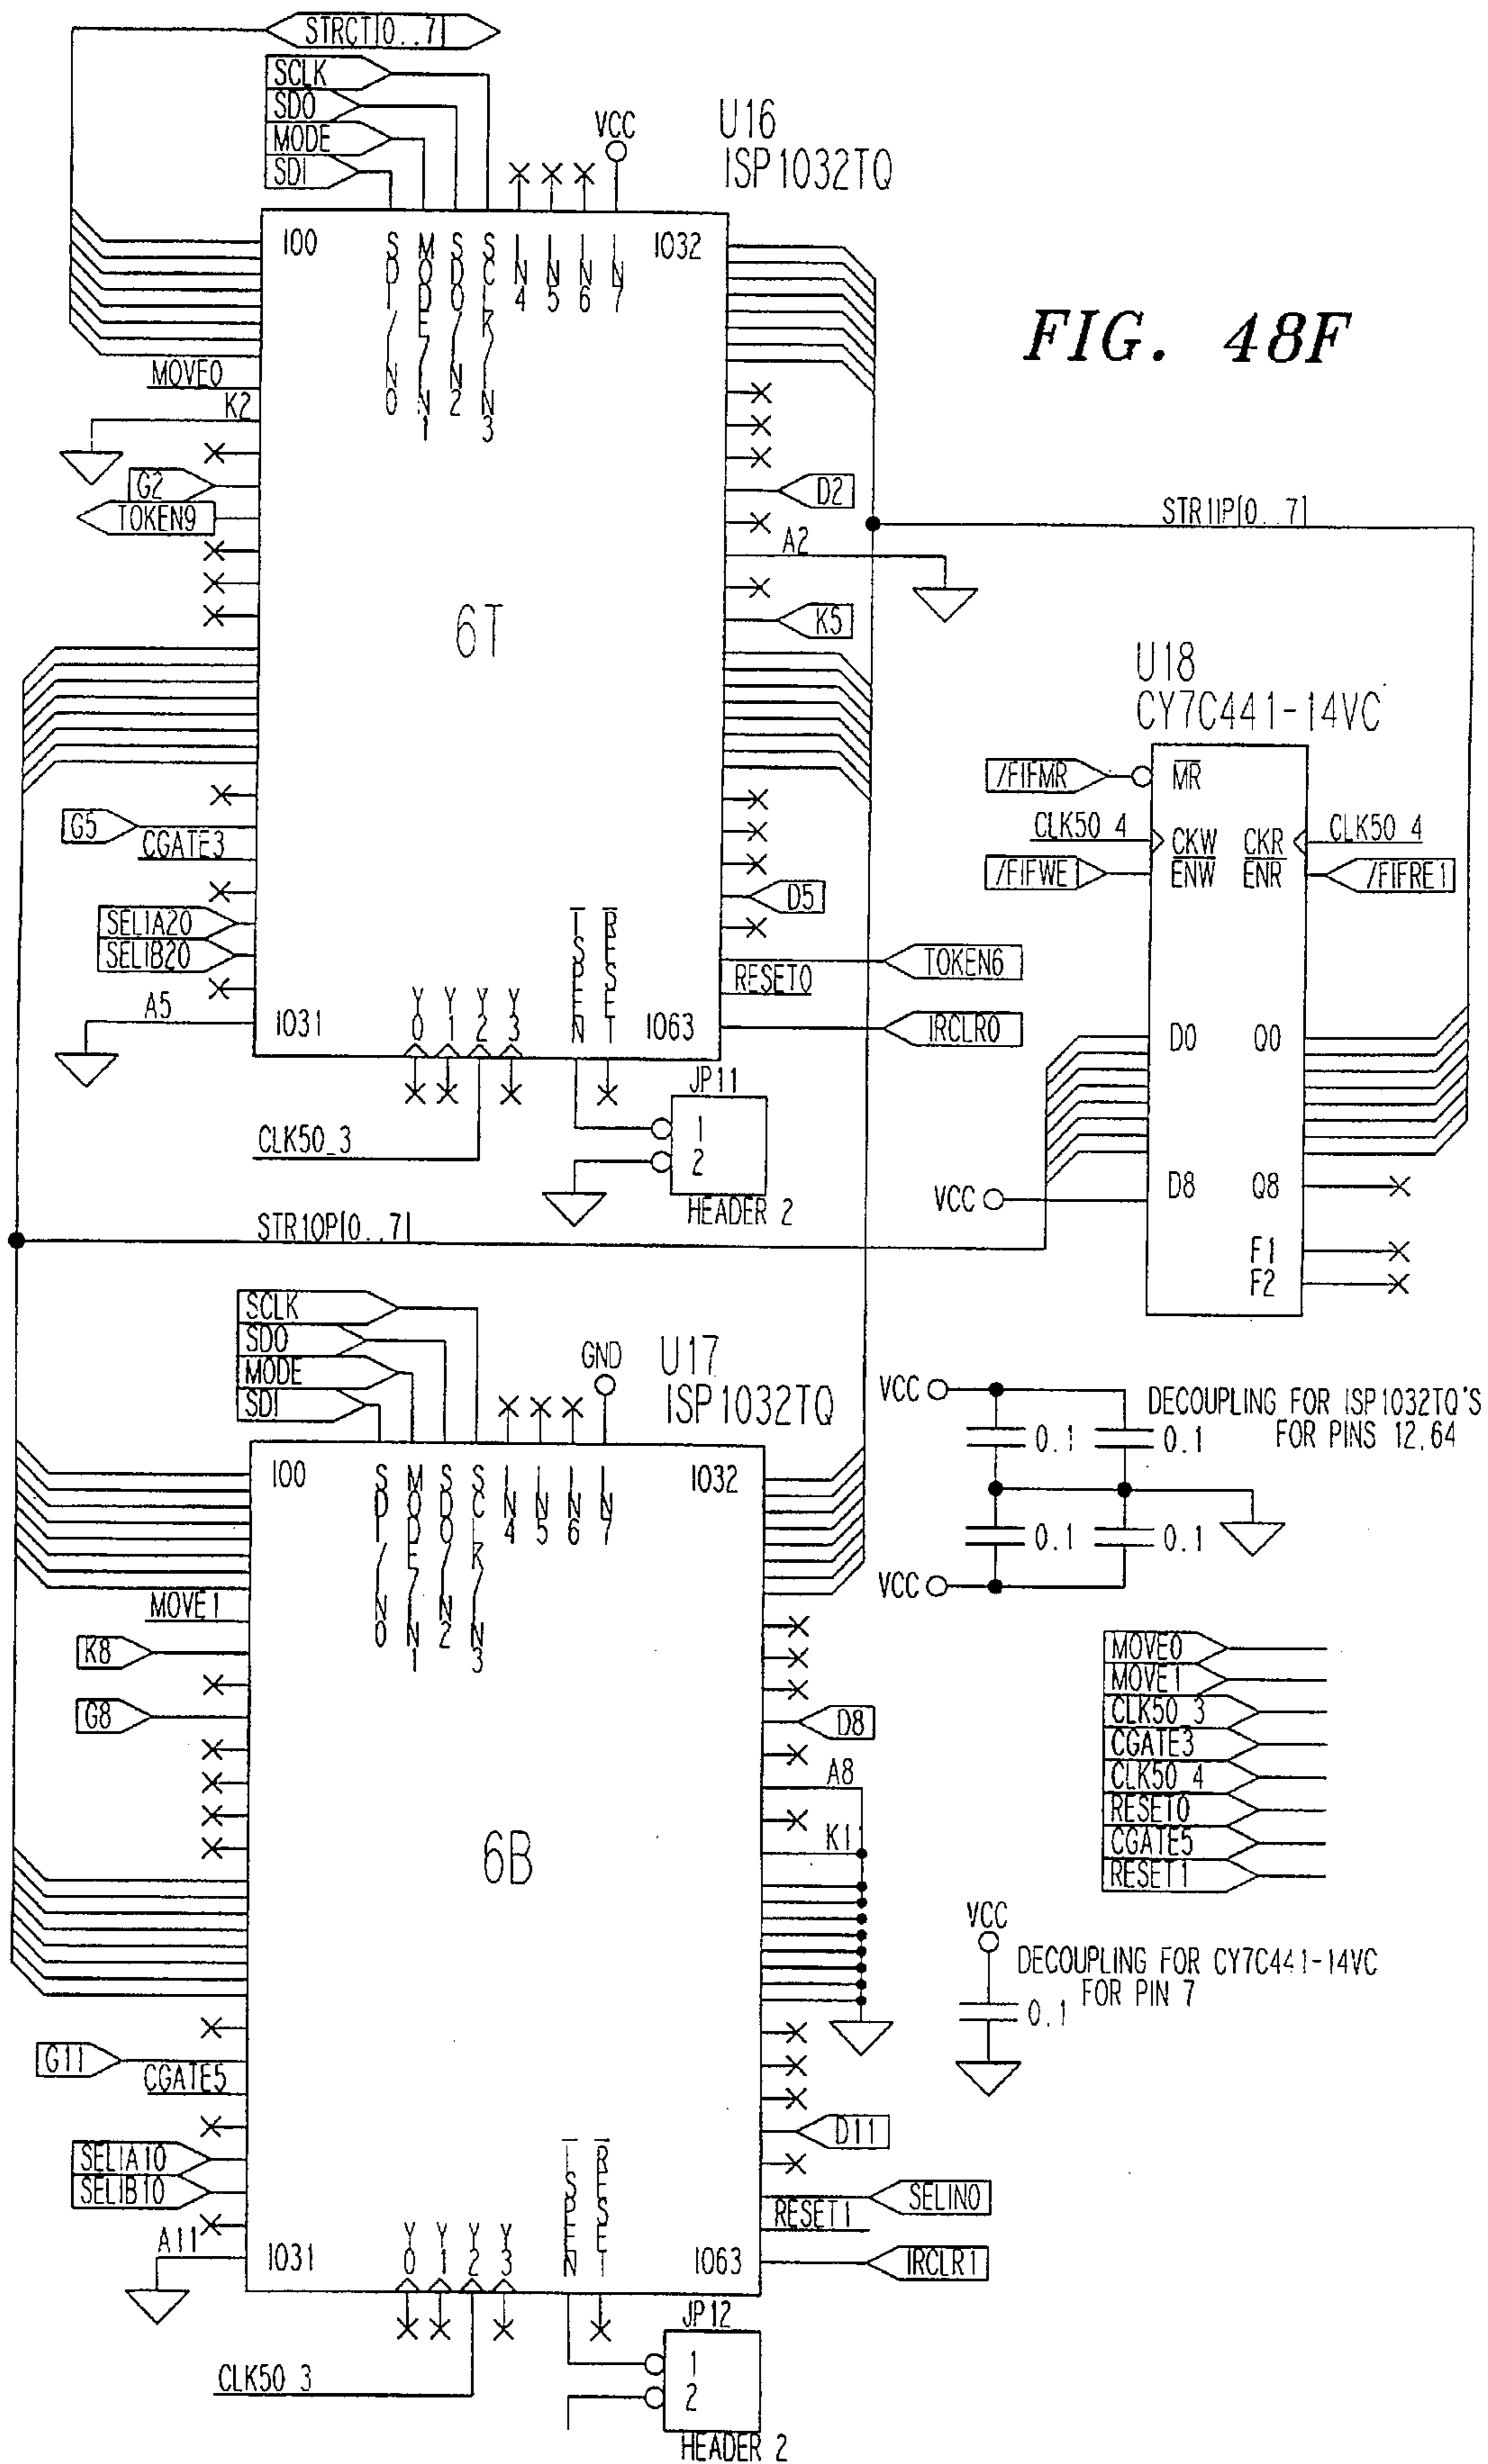 STRCT[0..7]
SCLK
SDO
MODE
SDI
VCC
U16
ISP1032TQ
IO0
SDI/IN0
MODE/IN1
SDO/IN2
SCLK/IN3
IN4
IN5
IN6
IN7
IO32
FIG. 48F
MOVE0
K2
G2
TOKEN9
D2
A2
K5
6T
STR1IP[0..7]
U18
CY7C441-14VC
/FIFMR
MR
CLK50_4
CKW
CKR
CLK50_4
/FIFWE
ENW
ENR
/FIFRE1
G5
CGATE3
D5
SEL1A20
SEL1B20
TOKEN6
RESET0
A5
IO31
Y0
Y1
Y2
Y3
ISPEN
RESET
IO63
IRCLR0
D0
Q0
JP11
1
2
HEADER 2
CLK50_3
VCC
D8
Q8
F1
F2
STR1OP[0..7]
SCLK
SDO
MODE
SDI
GND
U17
ISP1032TQ
VCC
DECOUPLING FOR ISP1032TQ'S
FOR PINS 12,64
0.1
0.1
0.1
0.1
VCC
IO0
SDI/IN0
MODE/IN1
SDO/IN2
SCLK/IN3
IN4
IN5
IN6
IN7
IO32
MOVE1
K8
G8
D8
A8
K1
6B
MOVE0
MOVE1
CLK50_3
CGATE3
CLK50_4
RESET0
CGATE5
RESET1
VCC
DECOUPLING FOR CY7C441-14VC
FOR PIN 7
0.1
G11
CGATE5
D11
SEL1A10
SEL1B10
SELIN0
RESET1
A11
IO31
Y0
Y1
Y2
Y3
ISPEN
RESET
IO63
IRCLR1
JP12
1
2
HEADER 2
CLK50_3